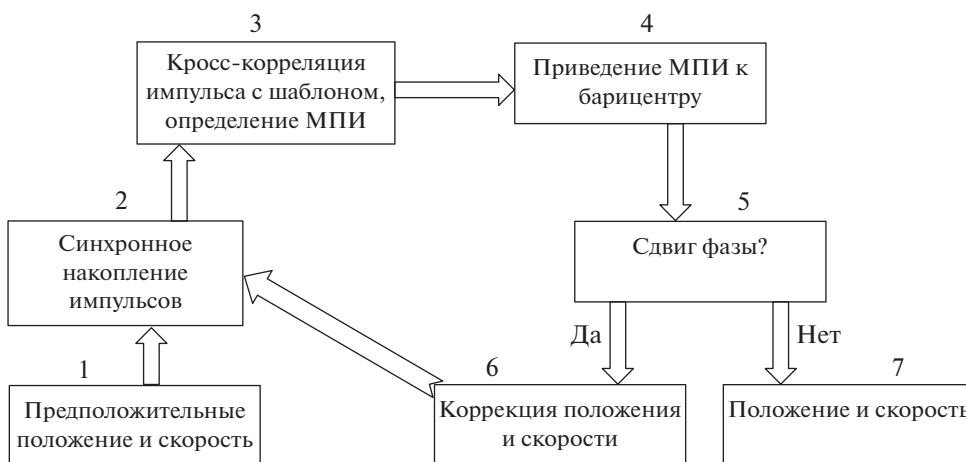 3
Кросс-корреляция
импульса с шаблоном,
определение МПИ
4
Приведение МПИ к
барицентру
2
Синхронное
накопление
импульсов
5
Сдвиг фазы?
Да
Нет
1
Предположительные
положение и скорость
6
Коррекция положения
и скорости
7
Положение и скорость